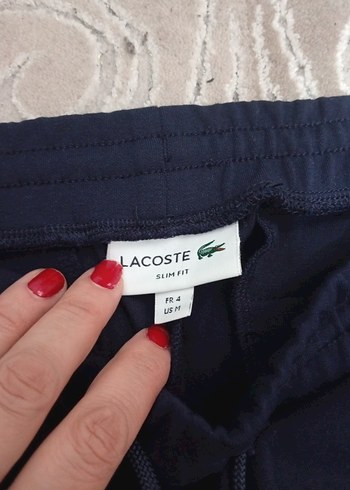 LACOSTE
SLIM FIT
FR 4
US M